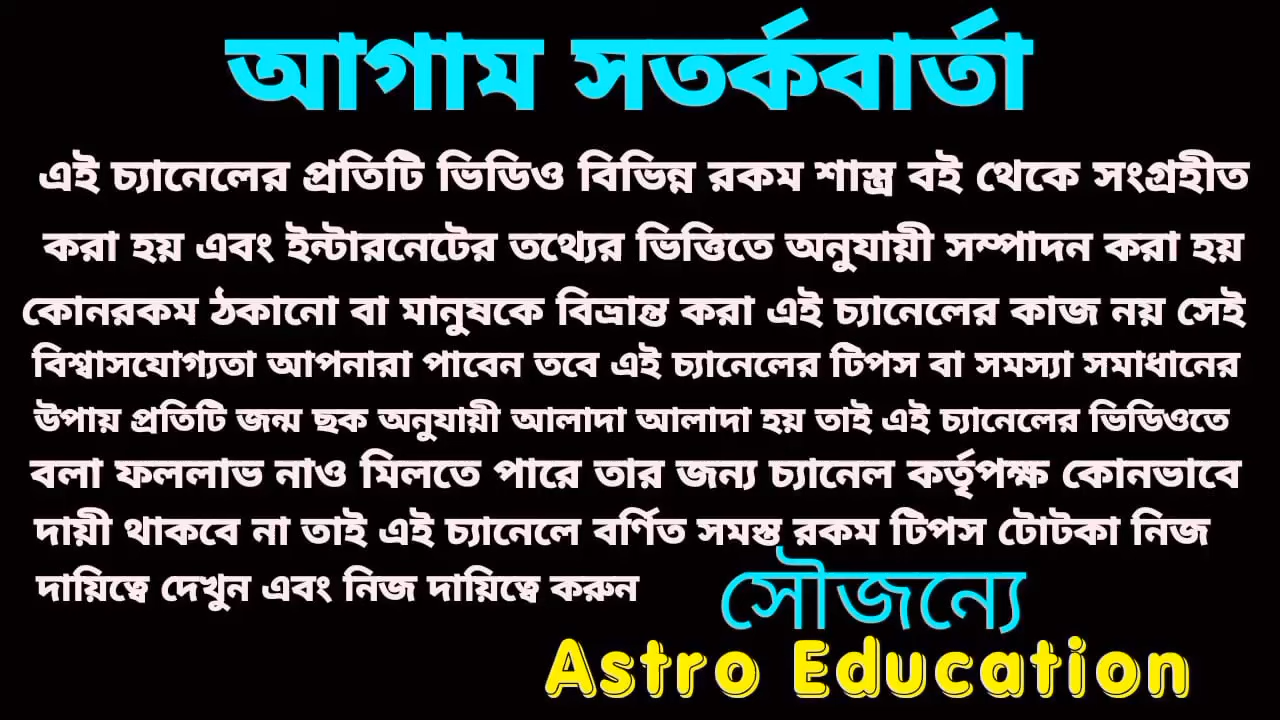 আগাম সতর্কবার্তা
এই চ্যানেলের প্রতিটি ভিডিও বিভিন্ন রকম শাস্ত্র বই থেকে সংগ্রহীত
করা হয় এবং ইন্টারনেটের তথ্যের ভিত্তিতে অনুযায়ী সম্পাদন করা হয়
কোনরকম ঠকানো বা মানুষকে বিভ্রান্ত করা এই চ্যানেলের কাজ নয় সেই
বিশ্বাসযোগ্যতা আপনারা পাবেন তবে এই চ্যানেলের টিপস বা সমস্যা সমাধানের
উপায় প্রতিটি জন্ম ছক অনুযায়ী আলাদা আলাদা হয় তাই এই চ্যানেলের ভিডিওতে
বলা ফললাভ নাও মিলতে পারে তার জন্য চ্যানেল কর্তৃপক্ষ কোনভাবে
দায়ী থাকবে না তাই এই চ্যানেলে বর্ণিত সমস্ত রকম টিপস টোটকা নিজ
দায়িত্বে দেখুন এবং নিজ দায়িত্বে করুন
সৌজন্যে
Astro Education